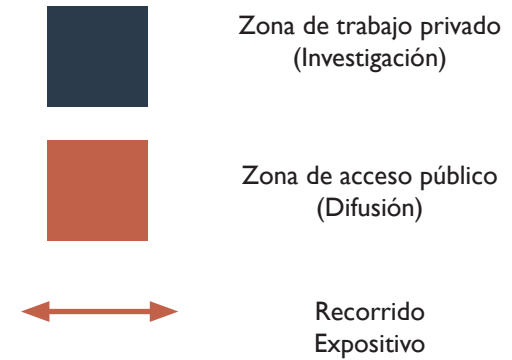 Zona de trabajo privado
(Investigación)
Zona de acceso público
(Difusión)
Recorrido
Expositivo